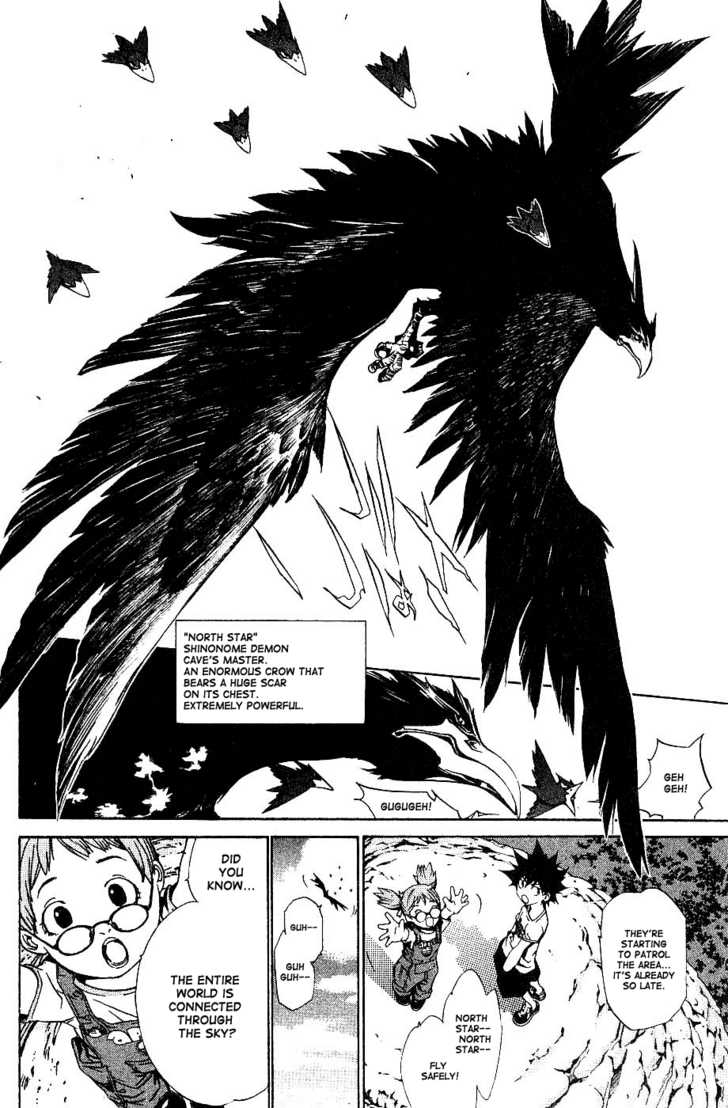 "NORTH STAR"
SHINONOME DEMON
CAVE'S MASTER.
AN ENORMOUS CROW THAT
BEARS A HUGE SCAR
ON ITS CHEST.
EXTREMELY POWERFUL.
GEH
GEH!
GUGUGEH!
THEY'RE
STARTING
TO PATROL
THE AREA...
IT'S ALREADY
SO LATE.
NORTH
STAR--
NORTH
STAR--
FLY
SAFELY!
GUH--
GUH
GUH--
DID
YOU
KNOW...
THE ENTIRE
WORLD IS
CONNECTED
THROUGH
THE SKY?